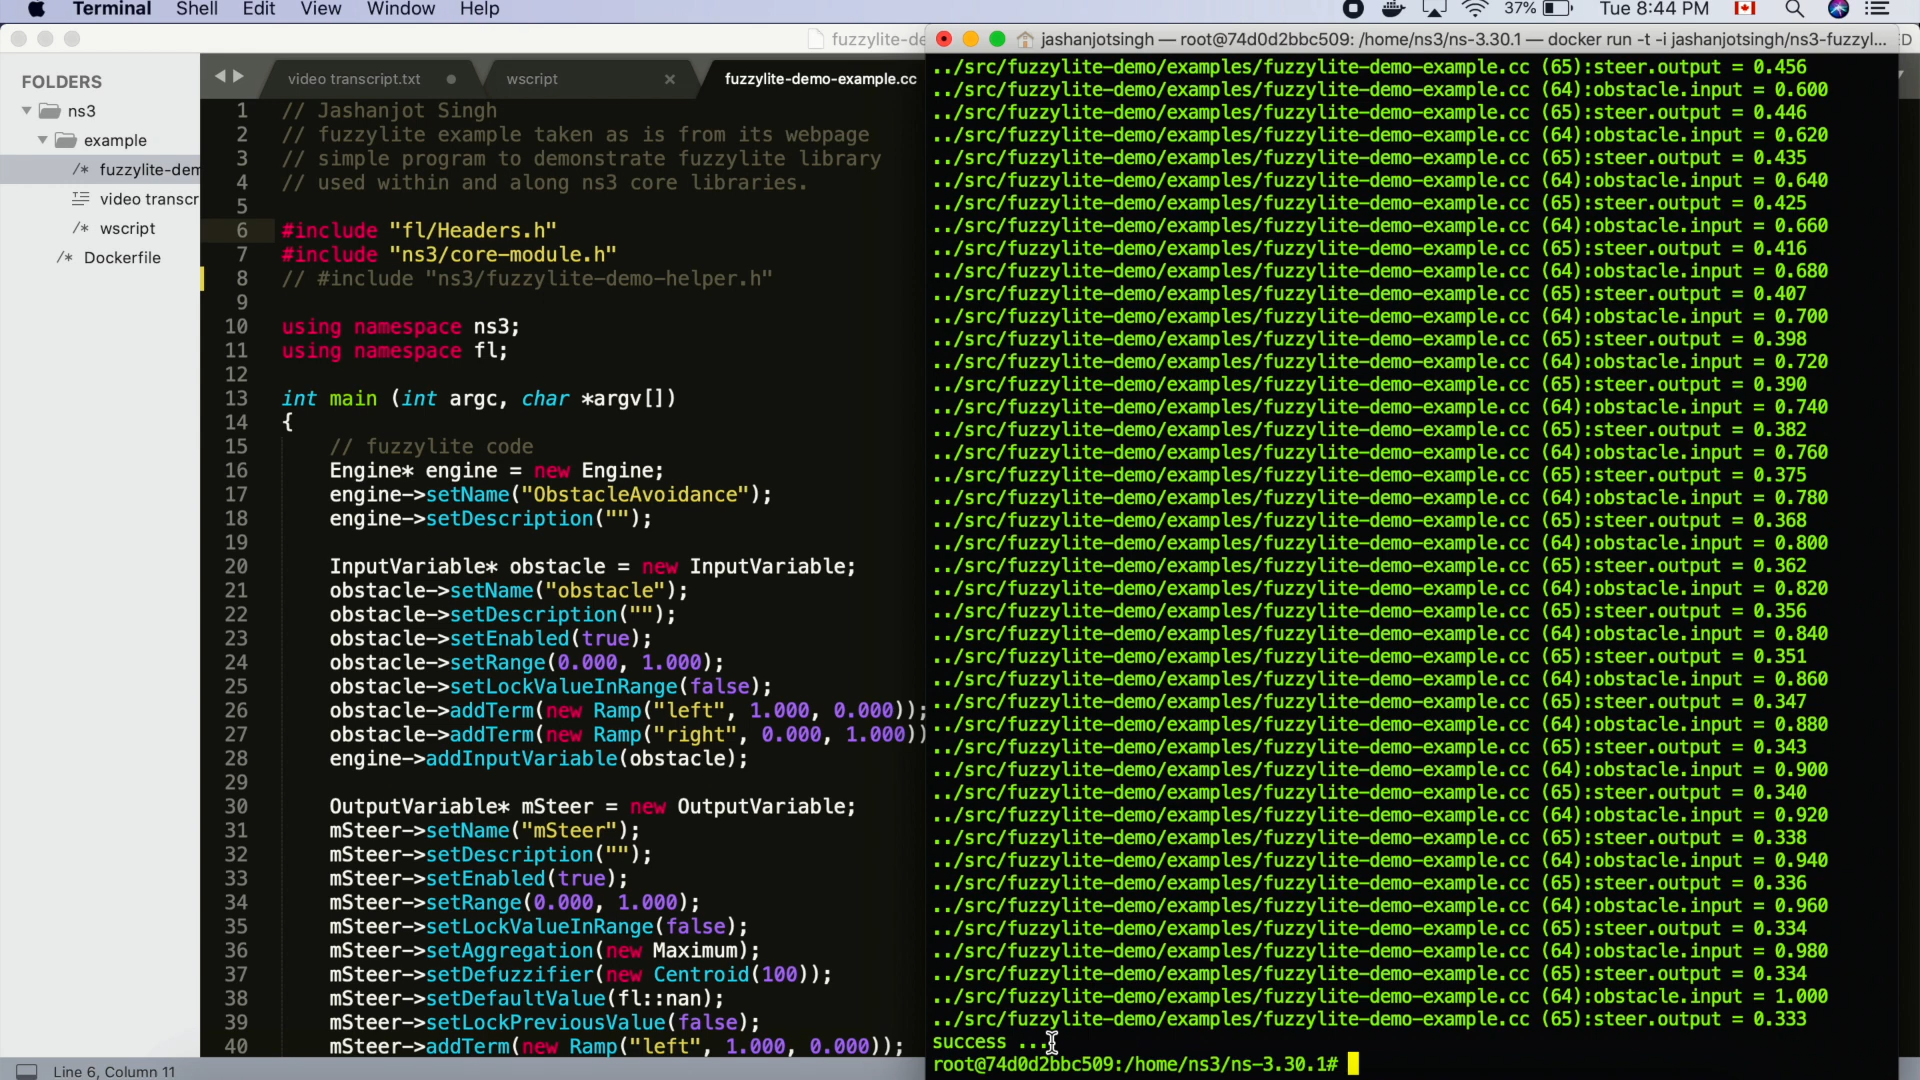 Terminal Shell Edit View Window Help
37% Tue 8:44 PM
fuzzylite-de
jashanjotsingh — root@74d0d2bbc509: /home/ns3/ns-3.30.1 — docker run -t -i jashanjotsingh/ns3-fuzzyl...
FOLDERS
ns3
example
/* fuzzylite-dem
video transcr
/* wscript
/* Dockerfile
video transcript.txt
wscript
fuzzylite-demo-example.cc
1 // Jashanjot Singh
2 // fuzzylite example taken as is from its webpage
3 // simple program to demonstrate fuzzylite library
4 // used within and along ns3 core libraries.
5
6 #include "fl/Headers.h"
7 #include "ns3/core-module.h"
8 // #include "ns3/fuzzylite-demo-helper.h"
9
10 using namespace ns3;
11 using namespace fl;
12
13 int main (int argc, char *argv[])
14 {
15 // fuzzylite code
16 Engine* engine = new Engine;
17 engine->setName("ObstacleAvoidance");
18 engine->setDescription("");
19
20 InputVariable* obstacle = new InputVariable;
21 obstacle->setName("obstacle");
22 obstacle->setDescription("");
23 obstacle->setEnabled(true);
24 obstacle->setRange(0.000, 1.000);
25 obstacle->setLockValueInRange(false);
26 obstacle->addTerm(new Ramp("left", 1.000, 0.000));
27 obstacle->addTerm(new Ramp("right", 0.000, 1.000))
28 engine->addInputVariable(obstacle);
29
30 OutputVariable* mSteer = new OutputVariable;
31 mSteer->setName("mSteer");
32 mSteer->setDescription("");
33 mSteer->setEnabled(true);
34 mSteer->setRange(0.000, 1.000);
35 mSteer->setLockValueInRange(false);
36 mSteer->setAggregation(new Maximum);
37 mSteer->setDefuzzifier(new Centroid(100));
38 mSteer->setDefaultValue(fl::nan);
39 mSteer->setLockPreviousValue(false);
40 mSteer->addTerm(new Ramp("left", 1.000, 0.000));
Line 6, Column 11
../src/fuzzylite-demo/examples/fuzzylite-demo-example.cc (65):steer.output = 0.456
../src/fuzzylite-demo/examples/fuzzylite-demo-example.cc (64):obstacle.input = 0.600
../src/fuzzylite-demo/examples/fuzzylite-demo-example.cc (65):steer.output = 0.446
../src/fuzzylite-demo/examples/fuzzylite-demo-example.cc (64):obstacle.input = 0.620
../src/fuzzylite-demo/examples/fuzzylite-demo-example.cc (65):steer.output = 0.435
../src/fuzzylite-demo/examples/fuzzylite-demo-example.cc (64):obstacle.input = 0.640
../src/fuzzylite-demo/examples/fuzzylite-demo-example.cc (65):steer.output = 0.425
../src/fuzzylite-demo/examples/fuzzylite-demo-example.cc (64):obstacle.input = 0.660
../src/fuzzylite-demo/examples/fuzzylite-demo-example.cc (65):steer.output = 0.416
../src/fuzzylite-demo/examples/fuzzylite-demo-example.cc (64):obstacle.input = 0.680
../src/fuzzylite-demo/examples/fuzzylite-demo-example.cc (65):steer.output = 0.407
../src/fuzzylite-demo/examples/fuzzylite-demo-example.cc (64):obstacle.input = 0.700
../src/fuzzylite-demo/examples/fuzzylite-demo-example.cc (65):steer.output = 0.398
../src/fuzzylite-demo/examples/fuzzylite-demo-example.cc (64):obstacle.input = 0.720
../src/fuzzylite-demo/examples/fuzzylite-demo-example.cc (65):steer.output = 0.390
../src/fuzzylite-demo/examples/fuzzylite-demo-example.cc (64):obstacle.input = 0.740
../src/fuzzylite-demo/examples/fuzzylite-demo-example.cc (65):steer.output = 0.382
../src/fuzzylite-demo/examples/fuzzylite-demo-example.cc (64):obstacle.input = 0.760
../src/fuzzylite-demo/examples/fuzzylite-demo-example.cc (65):steer.output = 0.375
../src/fuzzylite-demo/examples/fuzzylite-demo-example.cc (64):obstacle.input = 0.780
../src/fuzzylite-demo/examples/fuzzylite-demo-example.cc (65):steer.output = 0.368
../src/fuzzylite-demo/examples/fuzzylite-demo-example.cc (64):obstacle.input = 0.800
../src/fuzzylite-demo/examples/fuzzylite-demo-example.cc (65):steer.output = 0.362
../src/fuzzylite-demo/examples/fuzzylite-demo-example.cc (64):obstacle.input = 0.820
../src/fuzzylite-demo/examples/fuzzylite-demo-example.cc (65):steer.output = 0.356
../src/fuzzylite-demo/examples/fuzzylite-demo-example.cc (64):obstacle.input = 0.840
../src/fuzzylite-demo/examples/fuzzylite-demo-example.cc (65):steer.output = 0.351
../src/fuzzylite-demo/examples/fuzzylite-demo-example.cc (64):obstacle.input = 0.860
../src/fuzzylite-demo/examples/fuzzylite-demo-example.cc (65):steer.output = 0.347
../src/fuzzylite-demo/examples/fuzzylite-demo-example.cc (64):obstacle.input = 0.880
../src/fuzzylite-demo/examples/fuzzylite-demo-example.cc (65):steer.output = 0.343
../src/fuzzylite-demo/examples/fuzzylite-demo-example.cc (64):obstacle.input = 0.900
../src/fuzzylite-demo/examples/fuzzylite-demo-example.cc (65):steer.output = 0.340
../src/fuzzylite-demo/examples/fuzzylite-demo-example.cc (64):obstacle.input = 0.920
../src/fuzzylite-demo/examples/fuzzylite-demo-example.cc (65):steer.output = 0.338
../src/fuzzylite-demo/examples/fuzzylite-demo-example.cc (64):obstacle.input = 0.940
../src/fuzzylite-demo/examples/fuzzylite-demo-example.cc (65):steer.output = 0.336
../src/fuzzylite-demo/examples/fuzzylite-demo-example.cc (64):obstacle.input = 0.960
../src/fuzzylite-demo/examples/fuzzylite-demo-example.cc (65):steer.output = 0.334
../src/fuzzylite-demo/examples/fuzzylite-demo-example.cc (64):obstacle.input = 0.980
../src/fuzzylite-demo/examples/fuzzylite-demo-example.cc (65):steer.output = 0.334
../src/fuzzylite-demo/examples/fuzzylite-demo-example.cc (64):obstacle.input = 1.000
../src/fuzzylite-demo/examples/fuzzylite-demo-example.cc (65):steer.output = 0.333
success ...
root@74d0d2bbc509:/home/ns3/ns-3.30.1#